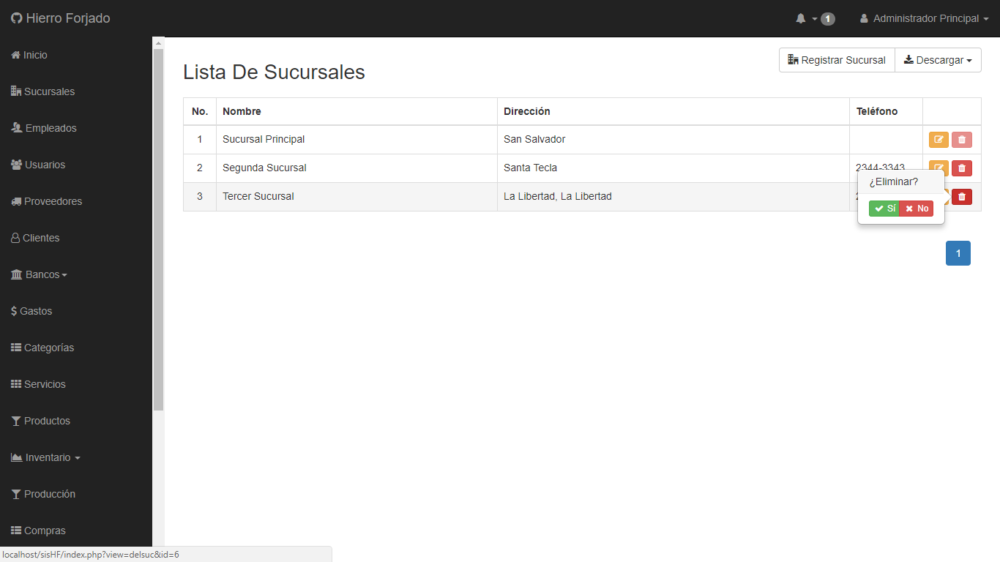 Hierro Forjado
1
Administrador Principal
Inicio
Sucursales
Empleados
Usuarios
Proveedores
Clientes
Bancos
Gastos
Categorías
Servicios
Productos
Inventario
Producción
Compras
Lista De Sucursales
Registrar Sucursal
Descargar
No. Nombre Dirección Teléfono
1 Sucursal Principal San Salvador
2 Segunda Sucursal Santa Tecla 2344-3343
3 Tercer Sucursal La Libertad, La Libertad
¿Eliminar?
Sí No
1
localhost/sisHF/index.php?view=delsuc&id=6